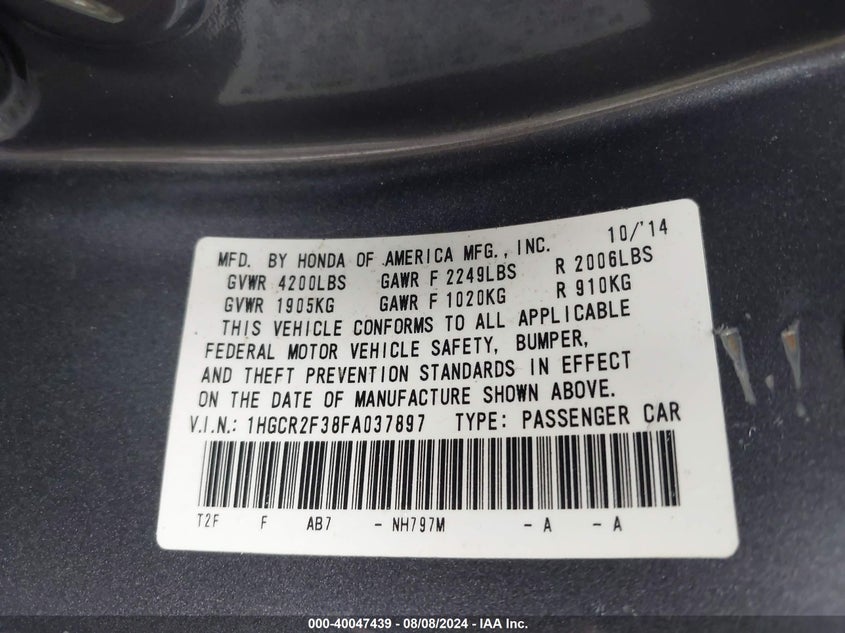 MFD. BY HONDA OF AMERICA MFG., INC. 10/'14
GVWR 4200LBS GAWR F 2249LBS R 2006LBS
GVWR 1905KG GAWR F 1020KG R 910KG
THIS VEHICLE CONFORMS TO ALL APPLICABLE
FEDERAL MOTOR VEHICLE SAFETY, BUMPER,
AND THEFT PREVENTION STANDARDS IN EFFECT
ON THE DATE OF MANUFACTURE SHOWN ABOVE.
V.I.N.: 1HGCR2F38FA037897 TYPE: PASSENGER CAR
T2F F AB7 - NH797M - A - A
000-40047439 - 08/08/2024 - IAA Inc.